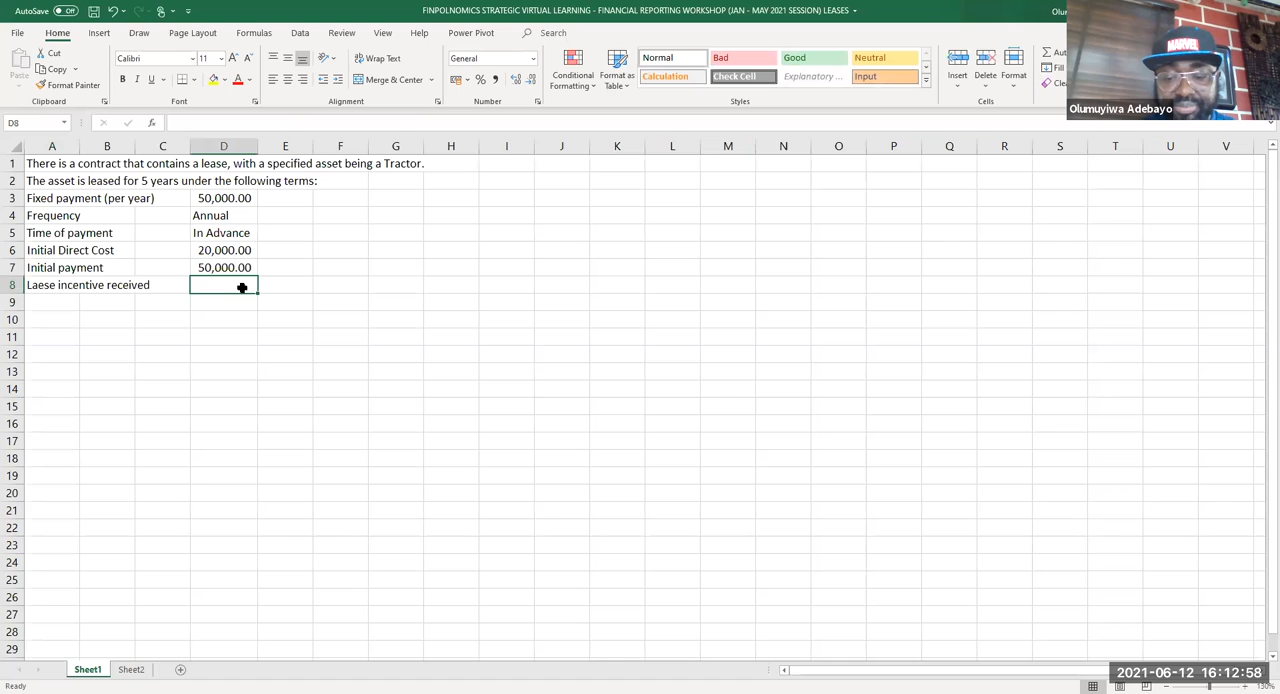 AutoSave Off
FINPOLNOMICS STRATEGIC VIRTUAL LEARNING - FINANCIAL REPORTING WORKSHOP (JAN - MAY 2021 SESSION) LEASES
File Home Insert Draw Page Layout Formulas Data Review View Help Power Pivot Search
Paste
Cut
Copy
Format Painter
Clipboard
Calibri 11
B I U
Font
Wrap Text
Merge & Center
Alignment
General
Number
Conditional Formatting
Format as Table
Normal Bad Good Neutral
Calculation Check Cell Explanatory ... Input
Styles
Insert Delete Format
Cells
Fill
MARVEL
Olumuyiwa Adebayo
D8 fx
A B C D E F G H I J K L M N O P Q R S T U V
1 There is a contract that contains a lease, with a specified asset being a Tractor.
2 The asset is leased for 5 years under the following terms:
3 Fixed payment (per year) 50,000.00
4 Frequency Annual
5 Time of payment In Advance
6 Initial Direct Cost 20,000.00
7 Initial payment 50,000.00
8 Laese incentive received
9
10
11
12
13
14
15
16
17
18
19
20
21
22
23
24
25
26
27
28
29
Sheet1 Sheet2
Ready
2021-06-12 16:12:58
130%